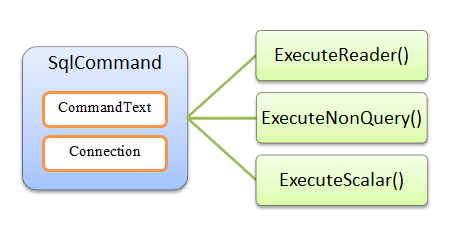 SqlCommand
CommandText
Connection
ExecuteReader()
ExecuteNonQuery()
ExecuteScalar()